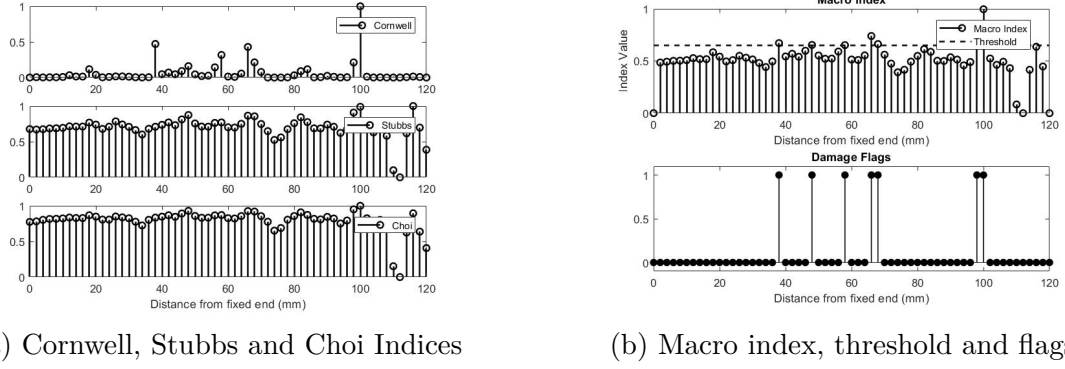 Cornwell
1
0.5
0
0 20 40 60 80 100 120
Stubbs
1
0.5
0
0 20 40 60 80 100 120
Choi
1
0.5
0
0 20 40 60 80 100 120
Distance from fixed end (mm)
) Cornwell, Stubbs and Choi Indices
Macro Index
Macro Index
Threshold
Index Value
1
0.5
0
0 20 40 60 80 100 120
Distance from fixed end (mm)
Damage Flags
1
0.5
0
0 20 40 60 80 100 120
Distance from fixed end (mm)
(b) Macro index, threshold and flags